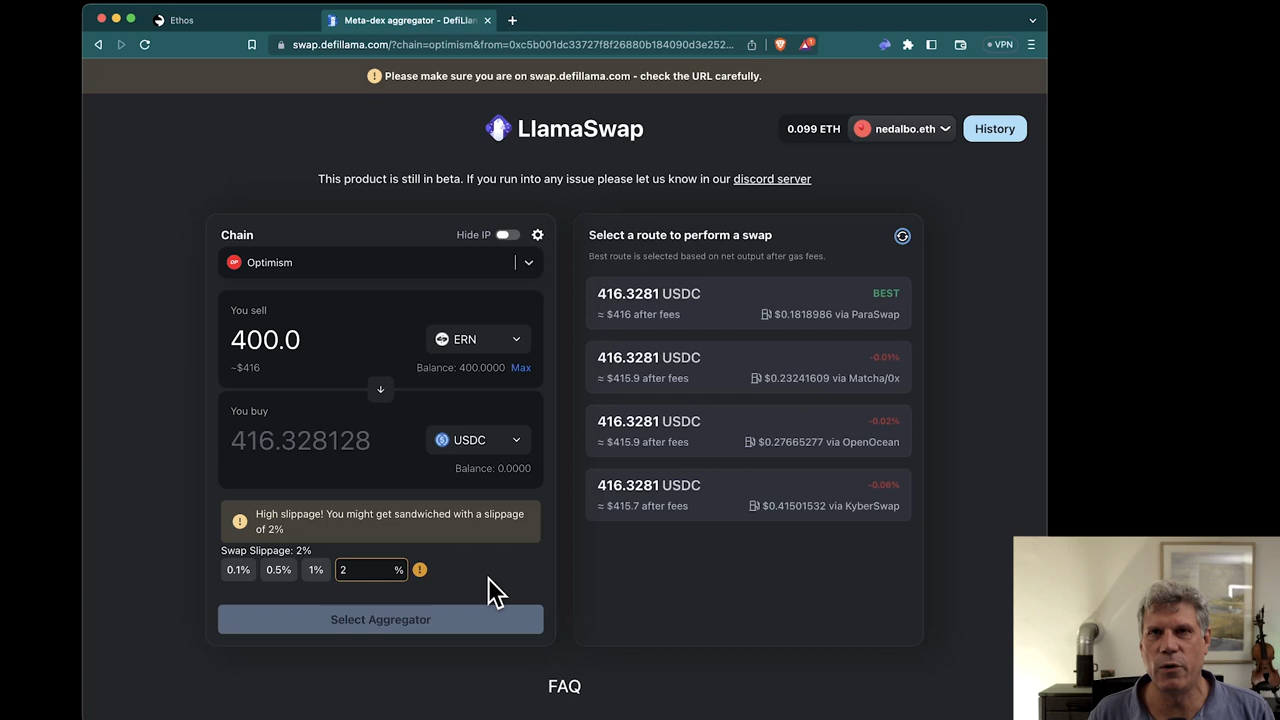 Ethos
Meta-dex aggregator - DefiLlan
swap.defillama.com/?chain=optimism&from=0xc5b001dc33727f8f26880b184090d3e252...
1
VPN
Please make sure you are on swap.defillama.com - check the URL carefully.
LlamaSwap
0.099 ETH
nedalbo.eth
History
This product is still in beta. If you run into any issue please let us know in our discord server
Chain
Hide IP
OP Optimism
You sell
400.0
ERN
~$416
Balance: 400.0000 Max
You buy
416.328128
USDC
Balance: 0.0000
High slippage! You might get sandwiched with a slippage
of 2%
Swap Slippage: 2%
0.1% 0.5% 1% 2 %
Select Aggregator
Select a route to perform a swap
Best route is selected based on net output after gas fees.
416.3281 USDC BEST
≈ $416 after fees $0.1818986 via ParaSwap
416.3281 USDC -0.01%
≈ $415.9 after fees $0.23241609 via Matcha/0x
416.3281 USDC -0.02%
≈ $415.9 after fees $0.27665277 via OpenOcean
416.3281 USDC -0.06%
≈ $415.7 after fees $0.41501532 via KyberSwap
FAQ